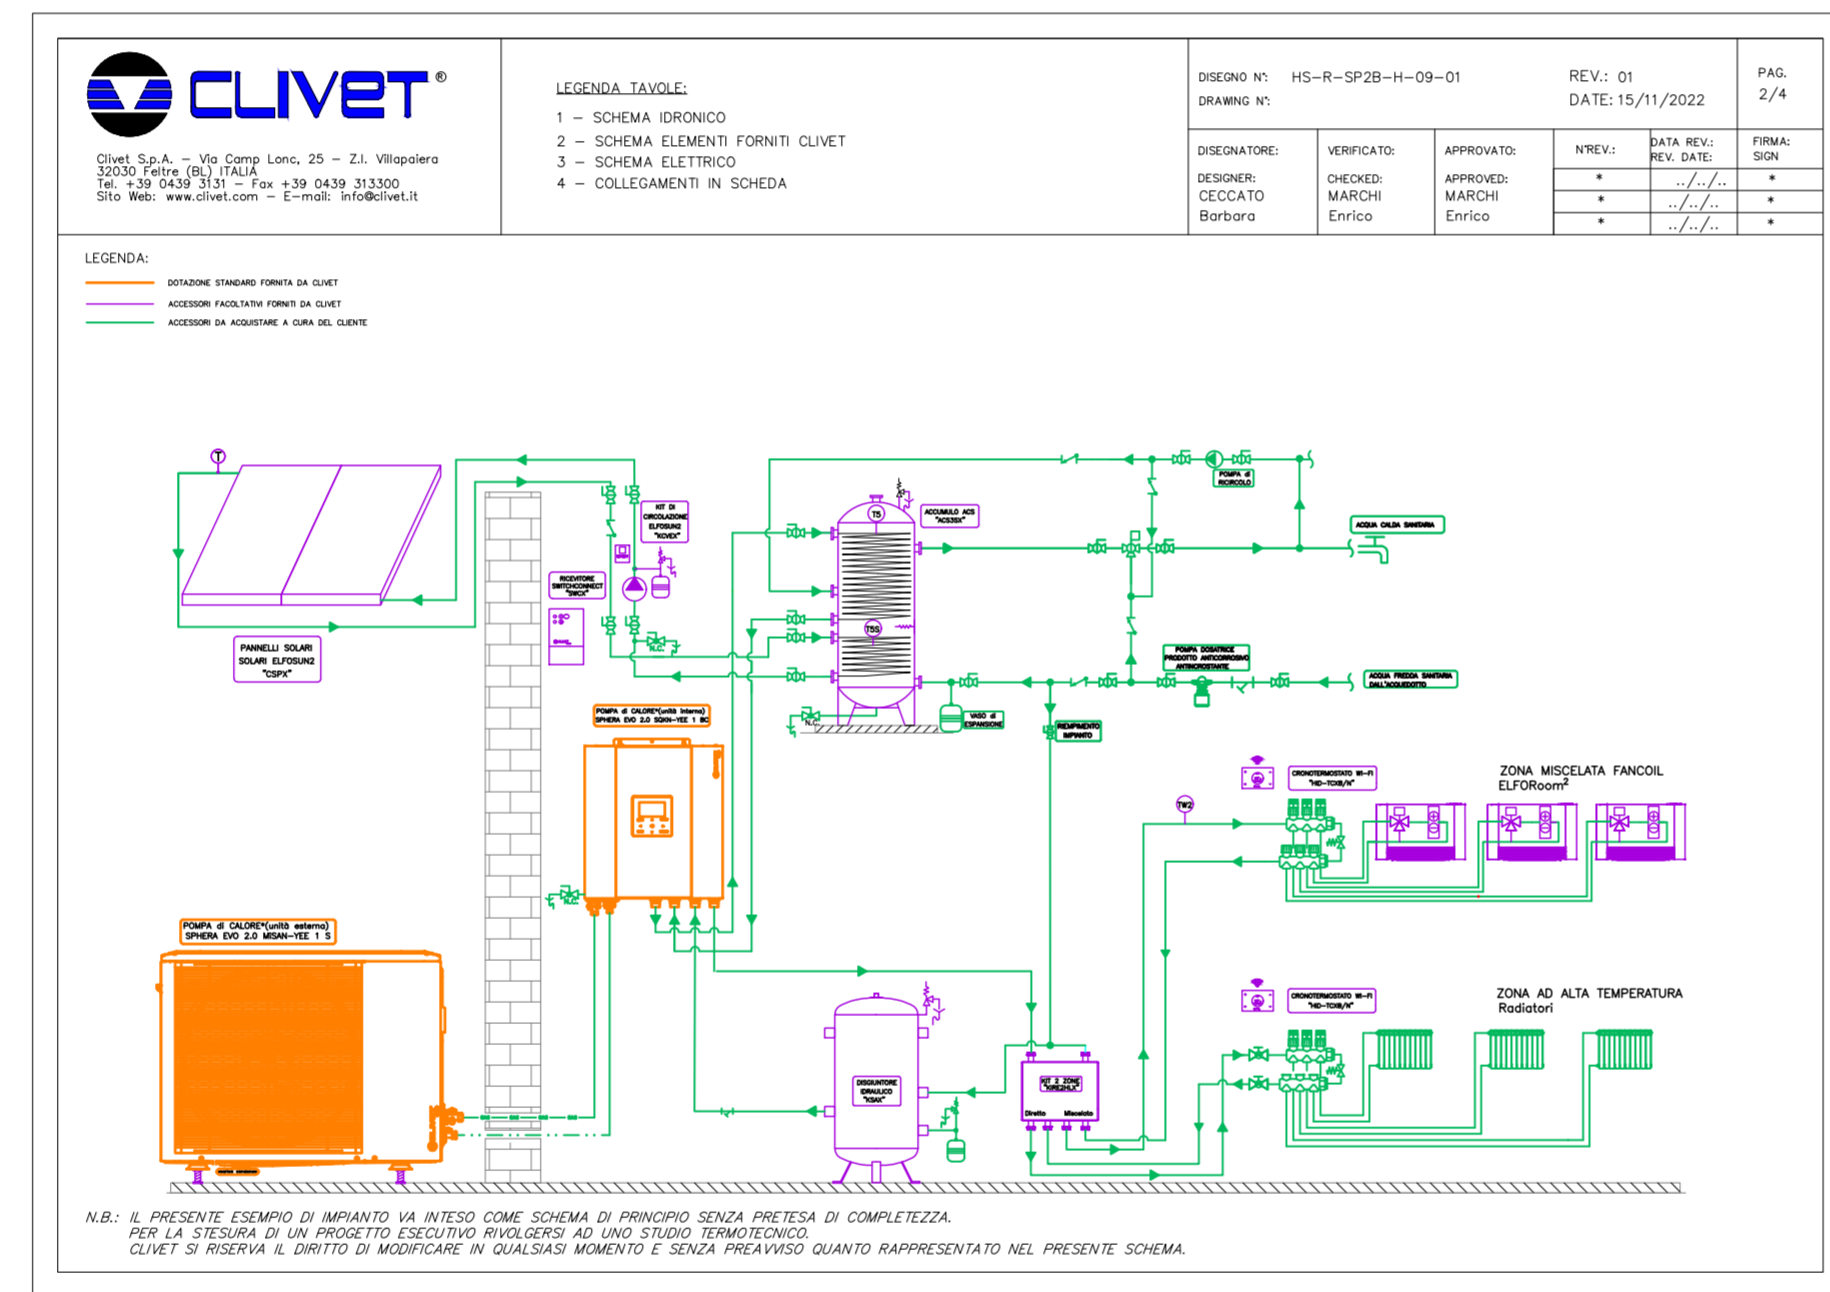 CLIVET®
Clivet S.p.A. – Via Camp Lonc, 25 – Z.I. Villapaiera
32030 Feltre (BL) ITALIA
Tel. +39 0439 3131 – Fax +39 0439 313300
Sito Web: www.clivet.com – E–mail: info@clivet.it
LEGENDA TAVOLE:
1 – SCHEMA IDRONICO
2 – SCHEMA ELEMENTI FORNITI CLIVET
3 – SCHEMA ELETTRICO
4 – COLLEGAMENTI IN SCHEDA
DISEGNO N°: HS–R–SP2B–H–09–01
DRAWING N°:
REV.: 01
DATE: 15/11/2022
PAG.
2/4
DISEGNATORE:
DESIGNER:
CECCATO
Barbara
VERIFICATO:
CHECKED:
MARCHI
Enrico
APPROVATO:
APPROVED:
MARCHI
Enrico
N°REV.:
DATA REV.:
REV. DATE:
FIRMA:
SIGN
* ../../.. *
* ../../.. *
* ../../.. *
LEGENDA:
DOTAZIONE STANDARD FORNITA DA CLIVET
ACCESSORI FACOLTATIVI FORNITI DA CLIVET
ACCESSORI DA ACQUISTARE A CURA DEL CLIENTE
T
PANNELLI SOLARI
SOLARI ELFOSUN2
"CSPX"
KIT DI
CIRCOLAZIONE
ELFOSUN2
"KCVEX"
RICEVITORE
SWITCHCONNECT
"SWCX"
N.C.
T5
T5S
ACCUMULO ACS
"ACS3SX"
N.C.
POMPA di
RICIRCOLO
ACQUA CALDA SANITARIA
POMPA DOSATRICE
PRODOTTO ANTICORROSIVO
ANTINCROSTANTE
ACQUA FREDDA SANITARIA
DALL'ACQUEDOTTO
VASO di
ESPANSIONE
RIEMPIMENTO
IMPIANTO
POMPA di CALORE*(unità interna)
SPHERA EVO 2.0 SQKN–YEE 1 BC
N.C.
POMPA di CALORE*(unità esterna)
SPHERA EVO 2.0 MISAN–YEE 1 S
TW2
CRONOTERMOSTATO WI–FI
"HID–TCXB/N"
ZONA MISCELATA FANCOIL
ELFORoom²
CRONOTERMOSTATO WI–FI
"HID–TCXB/N"
ZONA AD ALTA TEMPERATURA
Radiatori
DISGIUNTORE
IDRAULICO
"KSAX"
KIT 2 ZONE
"KIRE2HLX"
Diretto Miscelato
N.B.: IL PRESENTE ESEMPIO DI IMPIANTO VA INTESO COME SCHEMA DI PRINCIPIO SENZA PRETESA DI COMPLETEZZA.
PER LA STESURA DI UN PROGETTO ESECUTIVO RIVOLGERSI AD UNO STUDIO TERMOTECNICO.
CLIVET SI RISERVA IL DIRITTO DI MODIFICARE IN QUALSIASI MOMENTO E SENZA PREAVVISO QUANTO RAPPRESENTATO NEL PRESENTE SCHEMA.